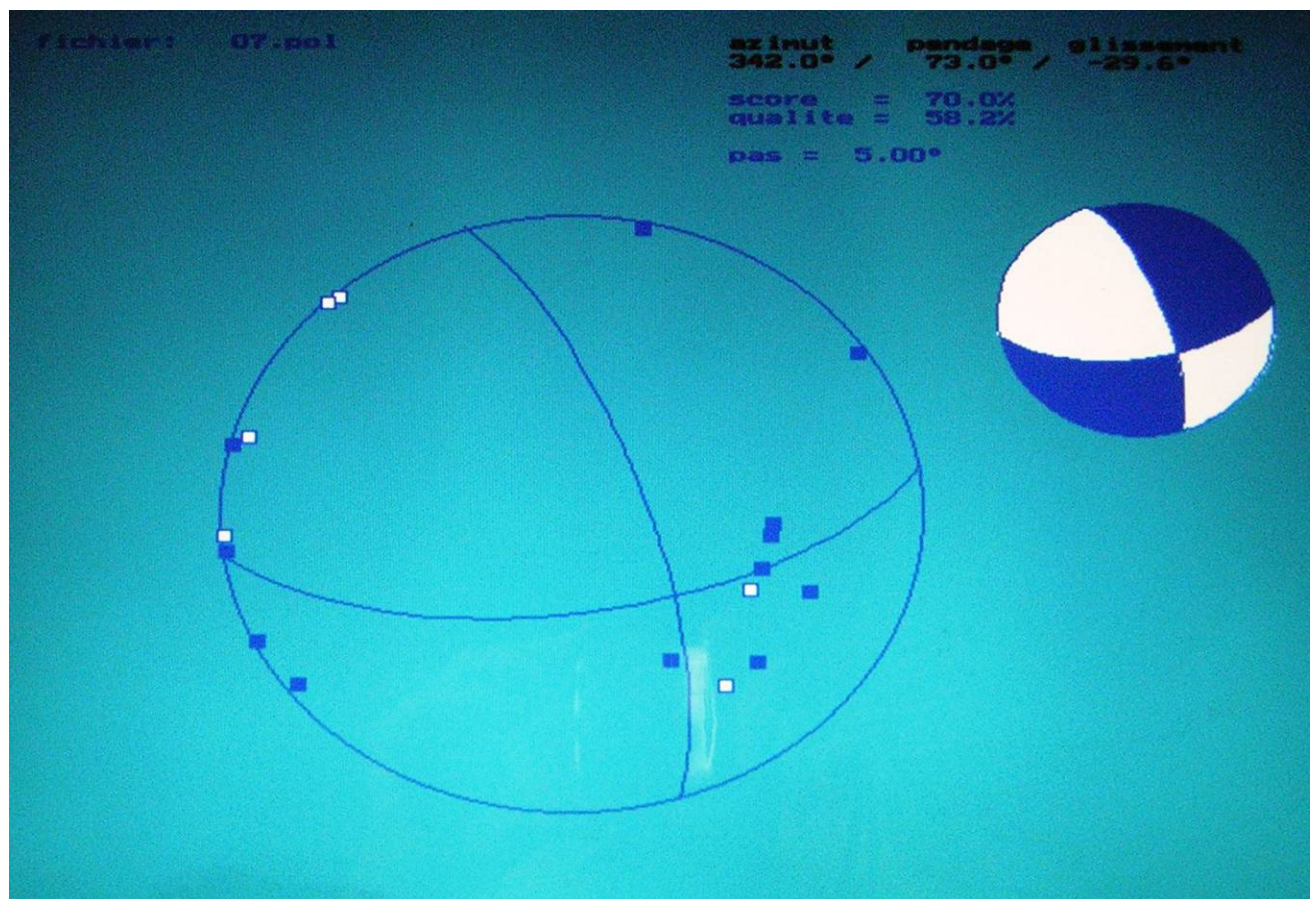 fichier: 07.pol
azimut pendage glissement
342.0° / 73.0° / -29.6°
score = 70.0%
qualite = 58.2%
pas = 5.00°